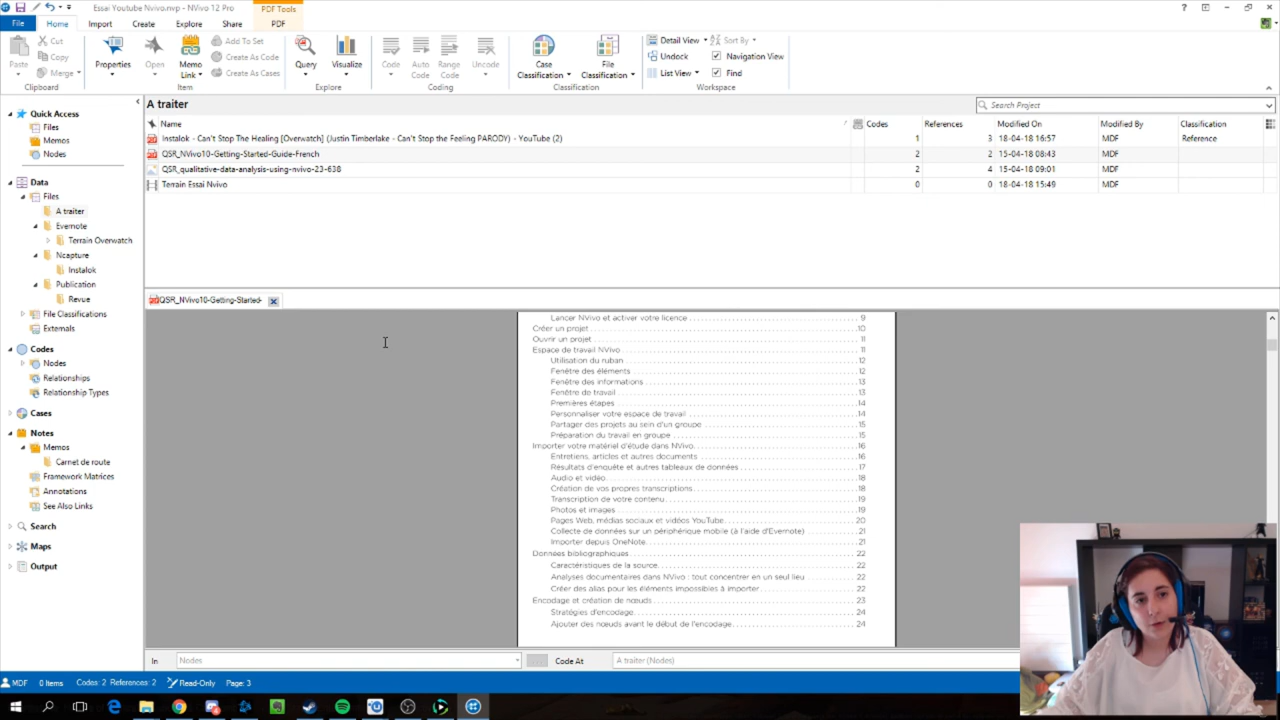 Essai Youtube Nvivo.nvp - NVivo 12 Pro
PDF Tools
File
Home
Import
Create
Explore
Share
PDF
Paste
Cut
Copy
Merge
Clipboard
Properties
Open
Memo Link
Add To Set
Create As Code
Create As Cases
Item
Query
Visualize
Explore
Code
Auto Code
Range Code
Uncode
Coding
Case Classification
File Classification
Classification
Detail View
Sort By
Undock
Navigation View
List View
Find
Workspace
Quick Access
Files
Memos
Nodes
Data
Files
A traiter
Evernote
Terrain Overwatch
Ncapture
Instalok
Publication
Revue
File Classifications
Externals
Codes
Nodes
Relationships
Relationship Types
Cases
Notes
Memos
Carnet de route
Framework Matrices
Annotations
See Also Links
Search
Maps
Output
A traiter
Search Project
Name Codes References Modified On Modified By Classification
Instalok - Can't Stop The Healing [Overwatch] (Justin Timberlake - Can't Stop the Feeling PARODY) - YouTube (2) 1 3 18-04-18 16:57 MDF Reference
QSR_NVivo10-Getting-Started-Guide-French 2 2 15-04-18 08:43 MDF
QSR_qualitative-data-analysis-using-nvivo-23-638 2 4 15-04-18 09:01 MDF
Terrain Essai Nvivo 0 0 18-04-18 15:49 MDF
QSR_NVivo10-Getting-Started-
Lancer NVivo et activer votre licence 9
Créer un projet 10
Ouvrir un projet 11
Espace de travail NVivo 11
Utilisation du ruban 12
Fenêtre des éléments 12
Fenêtre des informations 13
Fenêtre de travail 13
Premières étapes 14
Personnaliser votre espace de travail 14
Partager des projets au sein d'un groupe 15
Préparation du travail en groupe 15
Importer votre matériel d'étude dans NVivo 16
Entretiens, articles et autres documents 16
Résultats d'enquête et autres tableaux de données 17
Audio et vidéo 18
Création de vos propres transcriptions 18
Transcription de votre contenu 19
Photos et images 19
Pages Web, médias sociaux et vidéos YouTube 20
Collecte de données sur un périphérique mobile (à l'aide d'Evernote) 21
Importer depuis OneNote 21
Données bibliographiques 22
Caractéristiques de la source 22
Analyses documentaires dans NVivo : tout concentrer en un seul lieu 22
Créer des alias pour les éléments impossibles à importer 22
Encodage et création de nœuds 23
Stratégies d'encodage 24
Ajouter des nœuds avant le début de l'encodage 24
In Nodes Code At A traiter (Nodes)
MDF 0 Items Codes: 2 References: 2 Read-Only Page: 3